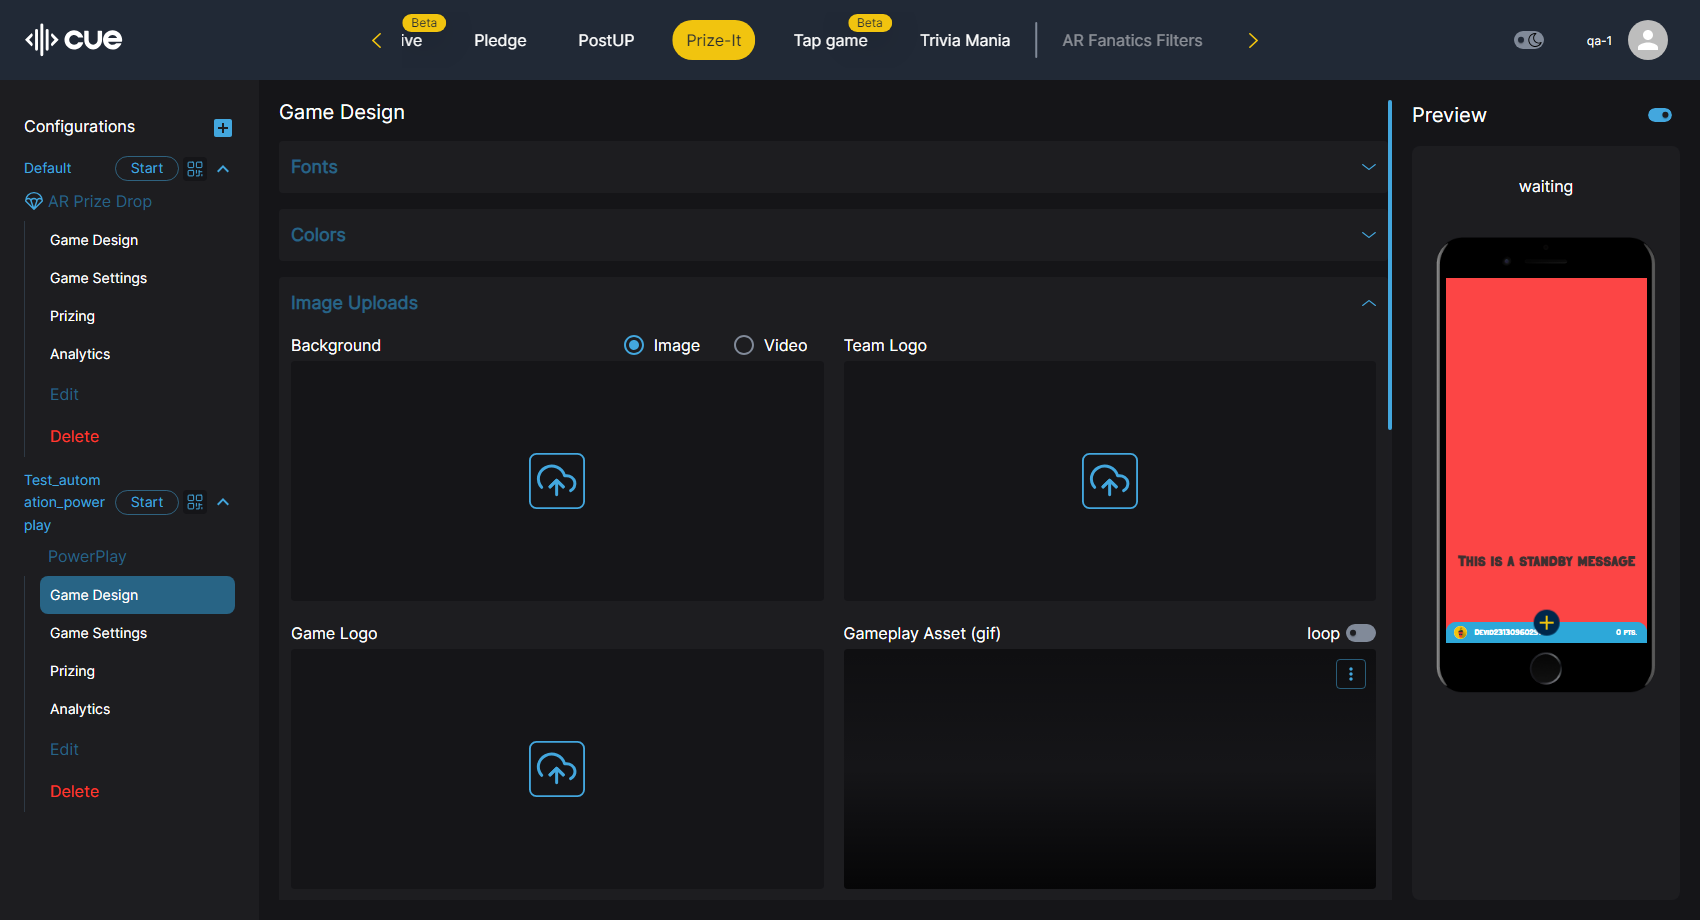 cue
Beta
ive
Pledge
PostUP
Prize-It
Beta
Tap game
Trivia Mania
AR Fanatics Filters
qa-1
Configurations
Default
Start
AR Prize Drop
Game Design
Game Settings
Prizing
Analytics
Edit
Delete
Test_autom
ation_power
play
Start
PowerPlay
Game Design
Game Settings
Prizing
Analytics
Edit
Delete
Game Design
Fonts
Colors
Image Uploads
Background
Image
Video
Team Logo
Game Logo
Gameplay Asset (gif)
loop
Preview
waiting
This is a standby message
0 pts.